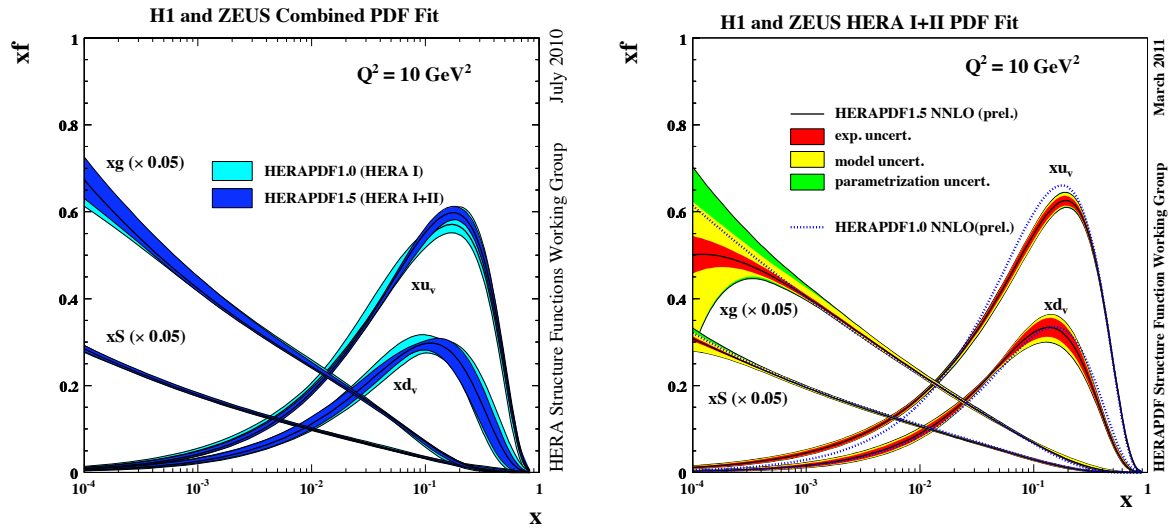 H1 and ZEUS Combined PDF Fit
xf
1
0.8
0.6
0.4
0.2
0
Q² = 10 GeV²
xg (× 0.05)
HERAPDF1.0 (HERA I)
HERAPDF1.5 (HERA I+II)
xu_v
xS (× 0.05)
xd_v
10⁻⁴
10⁻³
10⁻²
10⁻¹
1
x
HERA Structure Functions Working Group July 2010
H1 and ZEUS HERA I+II PDF Fit
xf
1
0.8
0.6
0.4
0.2
0
Q² = 10 GeV²
HERAPDF1.5 NNLO (prel.)
exp. uncert.
model uncert.
parametrization uncert.
HERAPDF1.0 NNLO(prel.)
xu_v
xd_v
xg (× 0.05)
xS (× 0.05)
10⁻⁴
10⁻³
10⁻²
10⁻¹
1
x
HERAPDF Structure Function Working Group March 2011